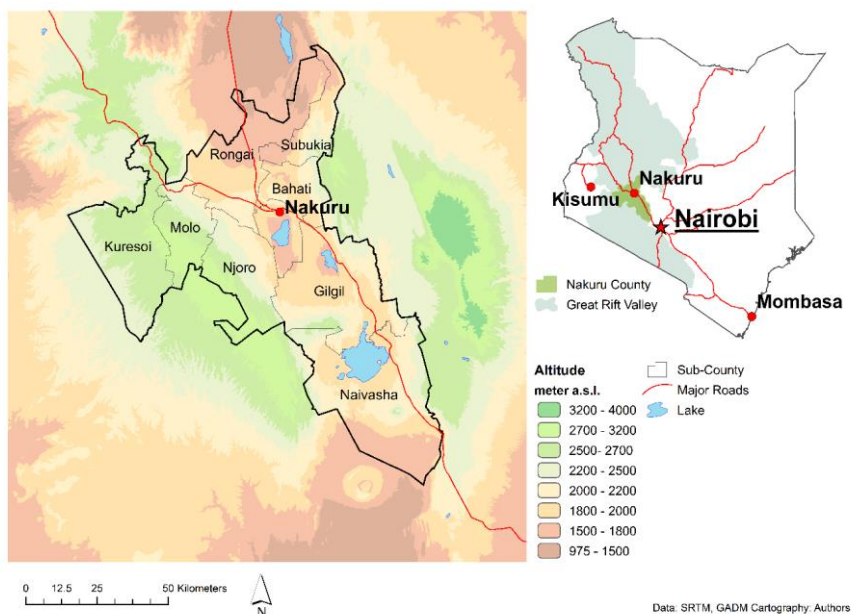 Rongai
Subukia
Bahati
Nakuru
Kuresoi
Molo
Njoro
Gilgil
Naivasha
0 12.5 25 50 Kilometers
N
Nakuru
Kisumu
Nairobi
Mombasa
Nakuru County
Great Rift Valley
Altitude
meter a.s.l.
3200 - 4000
2700 - 3200
2500- 2700
2200 - 2500
2000 - 2200
1800 - 2000
1500 - 1800
975 - 1500
Sub-County
Major Roads
Lake
Data: SRTM, GADM Cartography: Authors